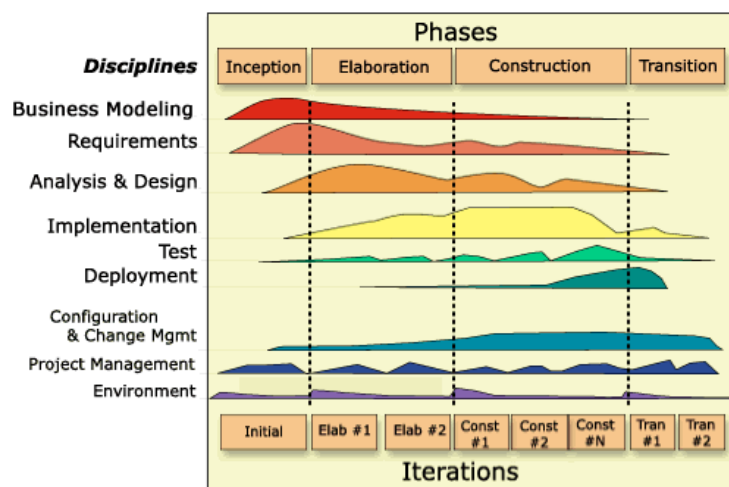 Phases
Disciplines
Inception
Elaboration
Construction
Transition
Business Modeling
Requirements
Analysis & Design
Implementation
Test
Deployment
Configuration
& Change Mgmt
Project Management
Environment
Initial
Elab #1
Elab #2
Const
#1
Const
#2
Const
#N
Tran
#1
Tran
#2
Iterations